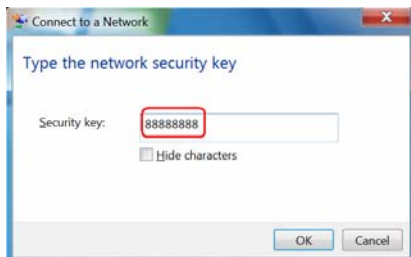 Connect to a Network
Type the network security key
Security key: 88888888
Hide characters
OK Cancel